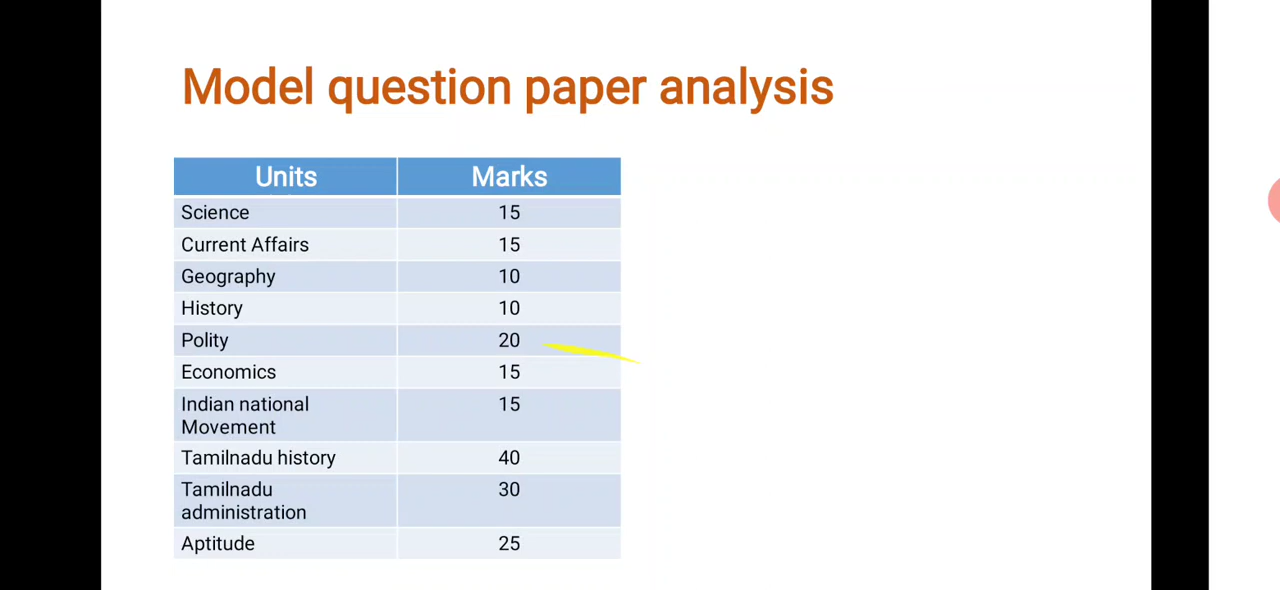 Model question paper analysis
Units Marks
Science 15
Current Affairs 15
Geography 10
History 10
Polity 20
Economics 15
Indian national 15
Movement
Tamilnadu history 40
Tamilnadu 30
administration
Aptitude 25